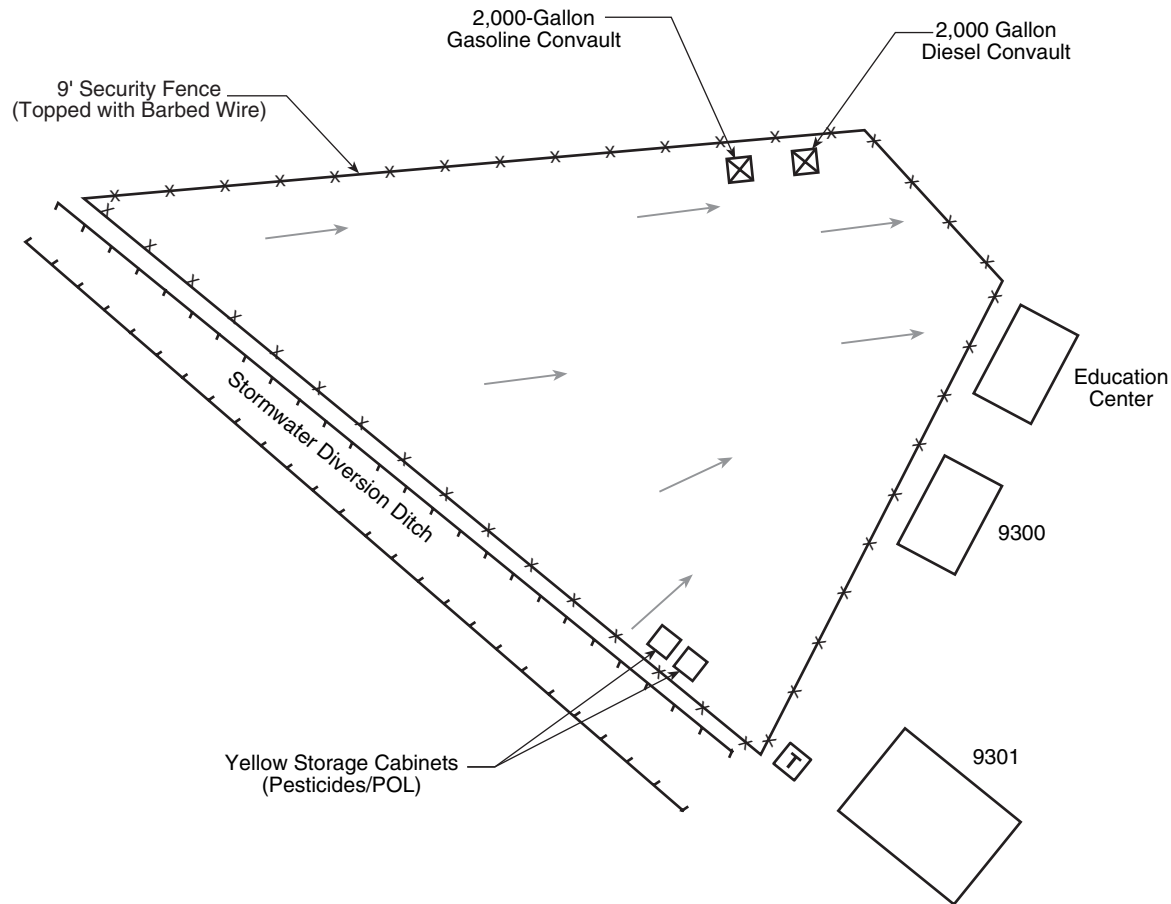 2,000-Gallon
Gasoline Convault
2,000 Gallon
Diesel Convault
9' Security Fence
(Topped with Barbed Wire)
Education
Center
Stormwater Diversion Ditch
9300
Yellow Storage Cabinets
(Pesticides/POL)
T
9301